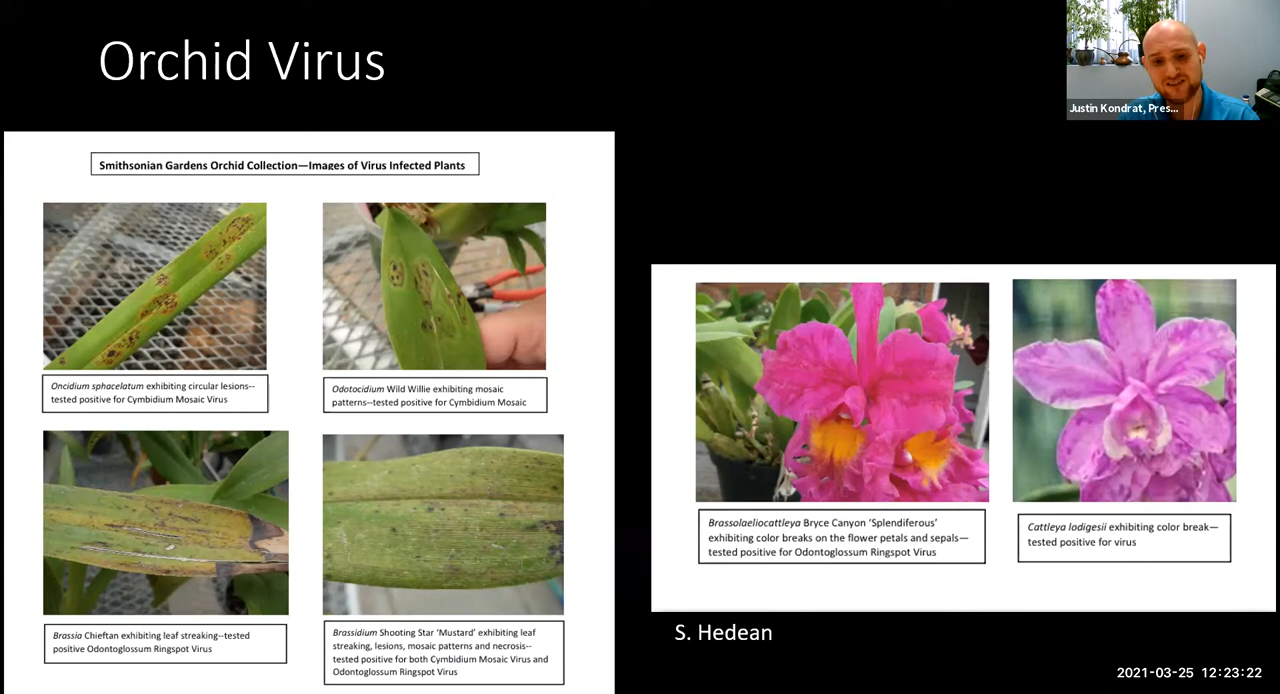 Orchid Virus
Justin Kondrat, Pres...
Smithsonian Gardens Orchid Collection—Images of Virus Infected Plants
Oncidium sphacelatum exhibiting circular lesions--
tested positive for Cymbidium Mosaic Virus
Odotocidium Wild Willie exhibiting mosaic
patterns--tested positive for Cymbidium Mosaic
Brassia Chieftan exhibiting leaf streaking--tested
positive Odontoglossum Ringspot Virus
Brassidium Shooting Star ‘Mustard’ exhibiting leaf
streaking, lesions, mosaic patterns and necrosis--
tested positive for both Cymbidium Mosaic Virus and
Odontoglossum Ringspot Virus
Brassolaeliocattleya Bryce Canyon ‘Splendiferous’
exhibiting color breaks on the flower petals and sepals—
tested positive for Odontoglossum Ringspot Virus
Cattleya lodigesii exhibiting color break—
tested positive for virus
S. Hedean
2021-03-25 12:23:22